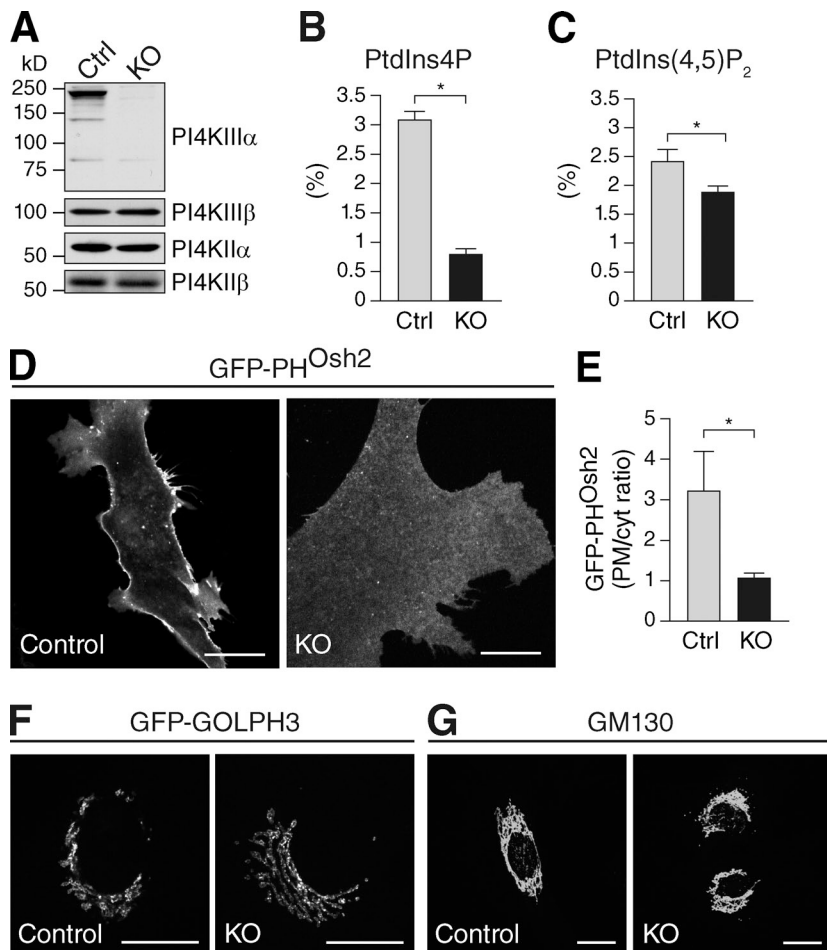 A
kD
Ctrl
KO
250
150
100
75
PI4KIIIα
100
PI4KIIIβ
50
PI4KIIα
50
PI4KIIβ
B
PtdIns4P
(%)
3.5
3
2.5
2
1.5
1
0.5
0
*
Ctrl KO
C
PtdIns(4,5)P₂
(%)
3.5
3
2.5
2
1.5
1
0.5
0
*
Ctrl KO
D
GFP-PHOsh2
Control
KO
E
GFP-PHOsh2
(PM/cyt ratio)
5
4
3
2
1
0
*
Ctrl KO
F
GFP-GOLPH3
Control
KO
G
GM130
Control
KO